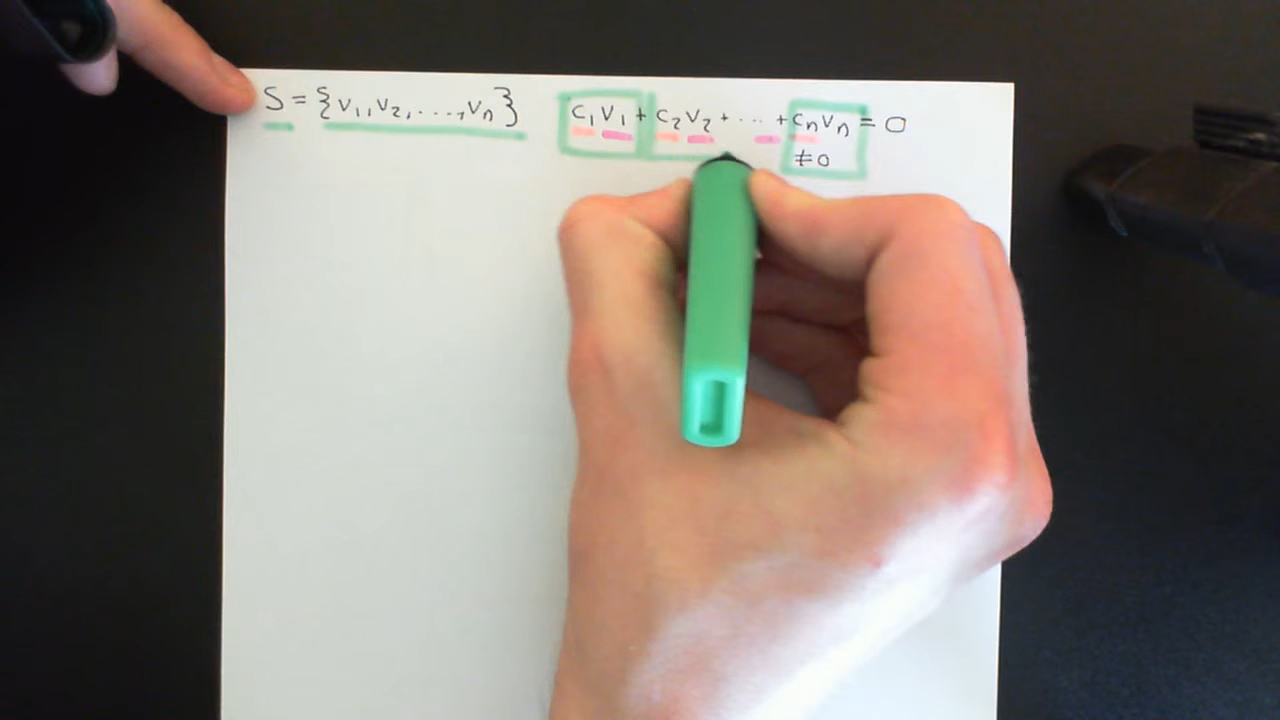 S = {v₁, v₂, ...., vₙ} c₁v₁ + c₂v₂ + ... + cₙvₙ = 0
≠0